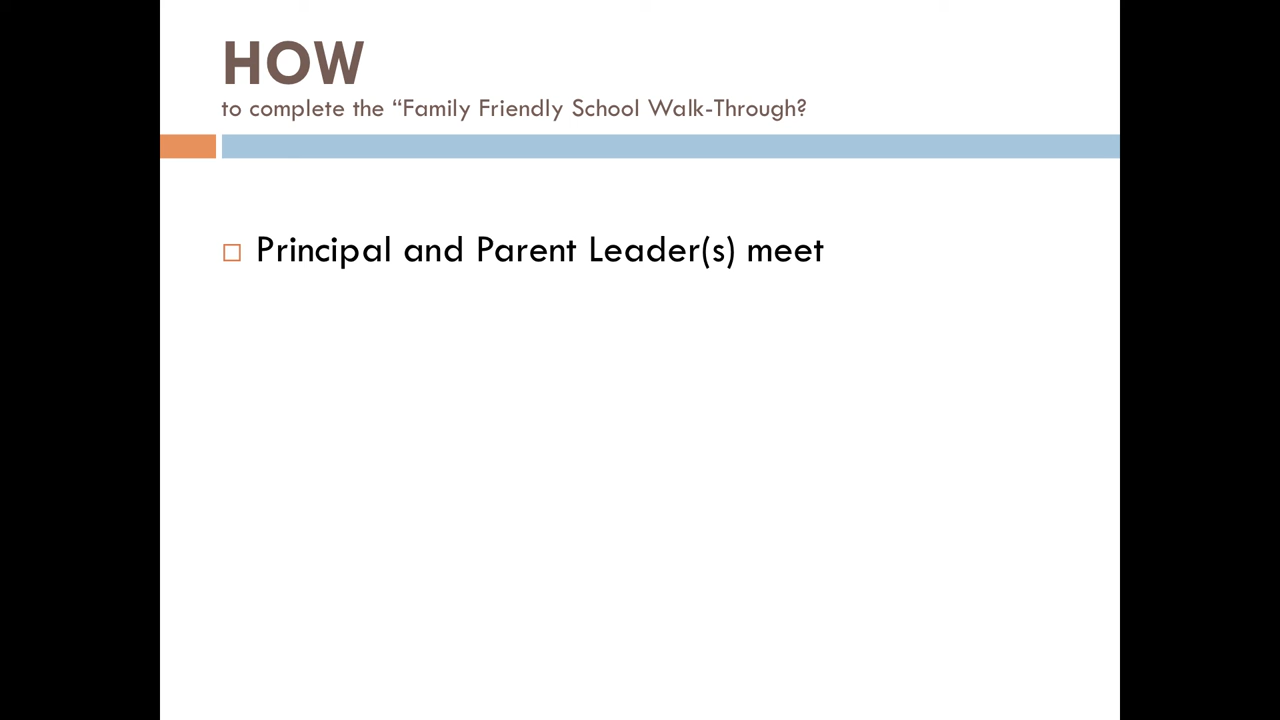 HOW
to complete the “Family Friendly School Walk-Through?
Principal and Parent Leader(s) meet